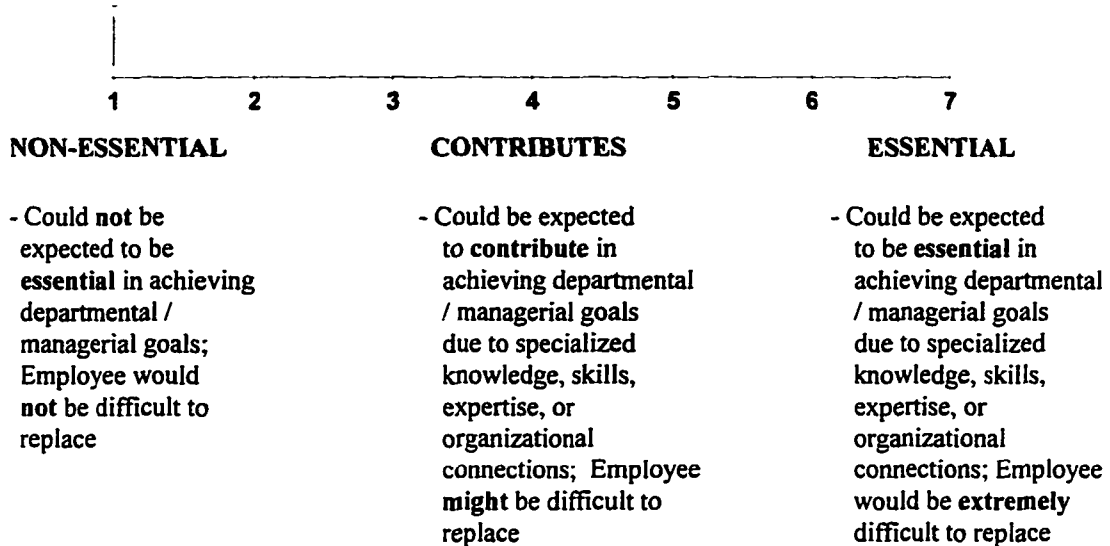 1 2 3 4 5 6 7
NON-ESSENTIAL CONTRIBUTES ESSENTIAL
- Could not be
expected to be
essential in achieving
departmental /
managerial goals;
Employee would
not be difficult to
replace
- Could be expected
to contribute in
achieving departmental
/ managerial goals
due to specialized
knowledge, skills,
expertise, or
organizational
connections; Employee
might be difficult to
replace
- Could be expected
to be essential in
achieving departmental
/ managerial goals
due to specialized
knowledge, skills,
expertise, or
organizational
connections; Employee
would be extremely
difficult to replace